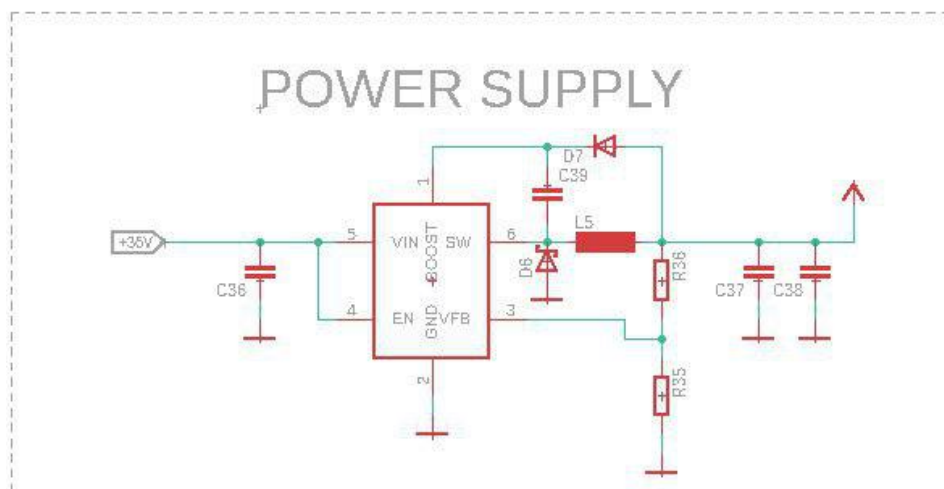 POWER SUPPLY
D7
C39
1
+36V
5
VIN
BOOST
SW
6
L5
D6
R36
C36
C37
C38
4
EN
GND
VFB
3
2
R35